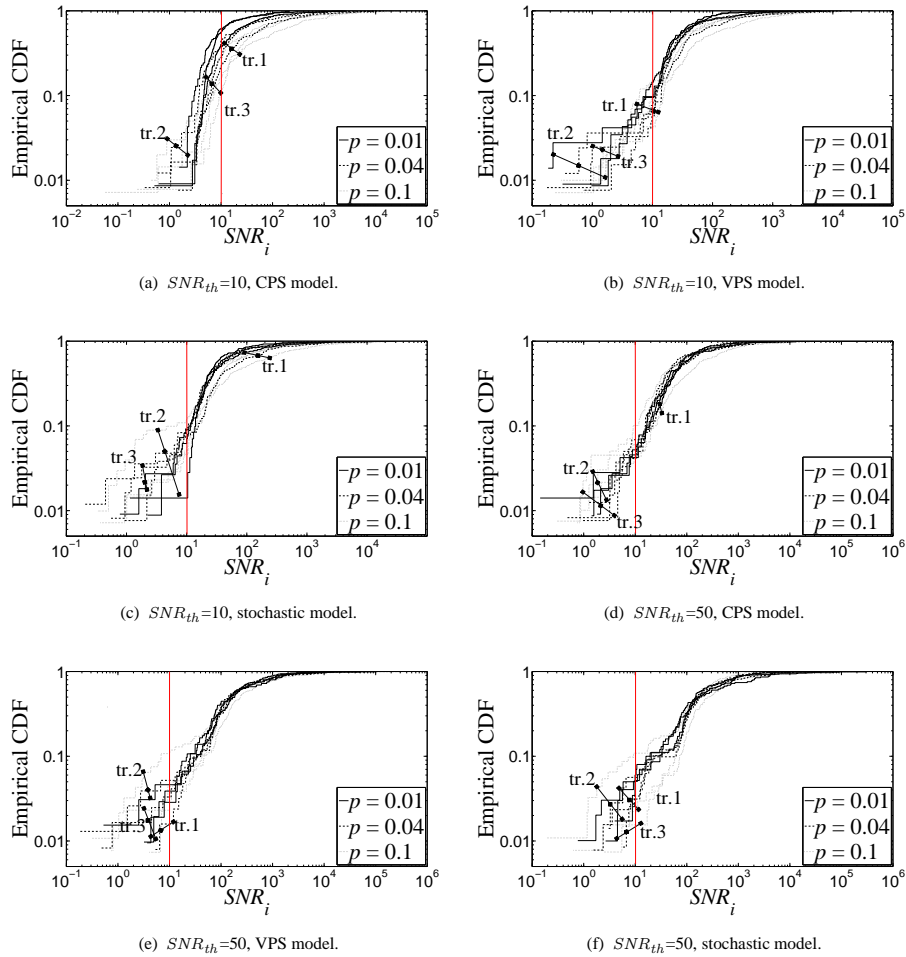 Empirical CDF
1
0.1
0.01
tr.1
tr.2
tr.3
−p = 0.01
p = 0.04
p = 0.1
10^−2 10^−1 10^0 10^1 10^2 10^3 10^4 10^5
SNR_i
(a) SNR_th=10, CPS model.
Empirical CDF
1
0.1
0.01
tr.1
tr.2
tr.3
−p = 0.01
p = 0.04
p = 0.1
10^−1 10^0 10^1 10^2 10^3 10^4 10^5
SNR_i
(b) SNR_th=10, VPS model.
Empirical CDF
1
0.1
0.01
tr.1
tr.2
tr.3
−p = 0.01
p = 0.04
p = 0.1
10^−1 10^0 10^1 10^2 10^3 10^4
SNR_i
(c) SNR_th=10, stochastic model.
Empirical CDF
1
0.1
0.01
tr.1
tr.2
tr.3
−p = 0.01
p = 0.04
p = 0.1
10^−1 10^0 10^1 10^2 10^3 10^4 10^5 10^6
SNR_i
(d) SNR_th=50, CPS model.
Empirical CDF
1
0.1
0.01
tr.2
tr.3
tr.1
−p = 0.01
p = 0.04
p = 0.1
10^−1 10^0 10^1 10^2 10^3 10^4 10^5 10^6
SNR_i
(e) SNR_th=50, VPS model.
Empirical CDF
1
0.1
0.01
tr.2
tr.1
tr.3
−p = 0.01
p = 0.04
p = 0.1
10^−1 10^0 10^1 10^2 10^3 10^4 10^5 10^6
SNR_i
(f) SNR_th=50, stochastic model.